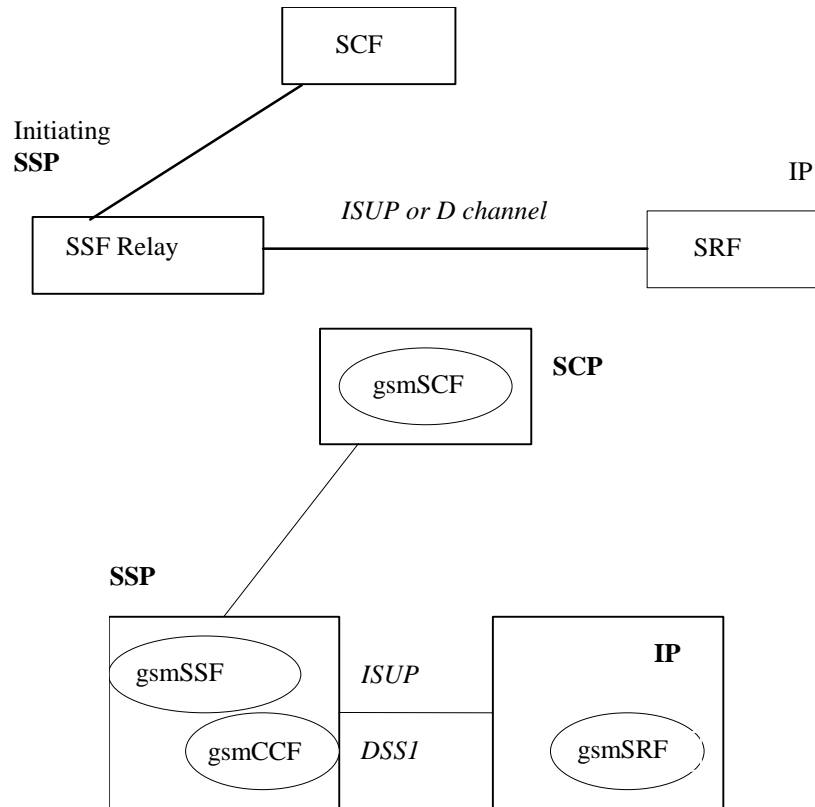 SCF
Initiating
SSP
IP
ISUP or D channel
SSF Relay
SRF
SCP
gsmSCF
SSP
IP
gsmSSF
ISUP
gsmCCF
DSS1
gsmSRF